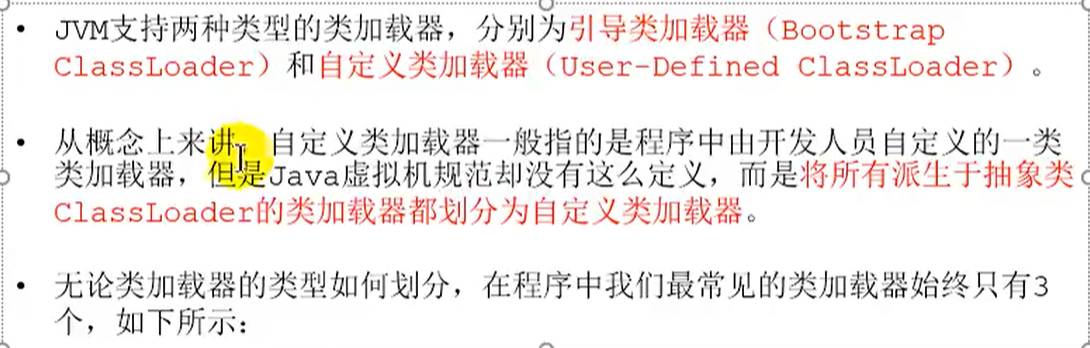 • JVM支持两种类型的类加载器，分别为引导类加载器（Bootstrap
ClassLoader）和自定义类加载器（User-Defined ClassLoader）。
• 从概念上来讲，自定义类加载器一般指的是程序中由开发人员自定义的一类
类加载器，但是Java虚拟机规范却没有这么定义，而是将所有派生于抽象类
ClassLoader的类加载器都划分为自定义类加载器。
• 无论类加载器的类型如何划分，在程序中我们最常见的类加载器始终只有3
个，如下所示：